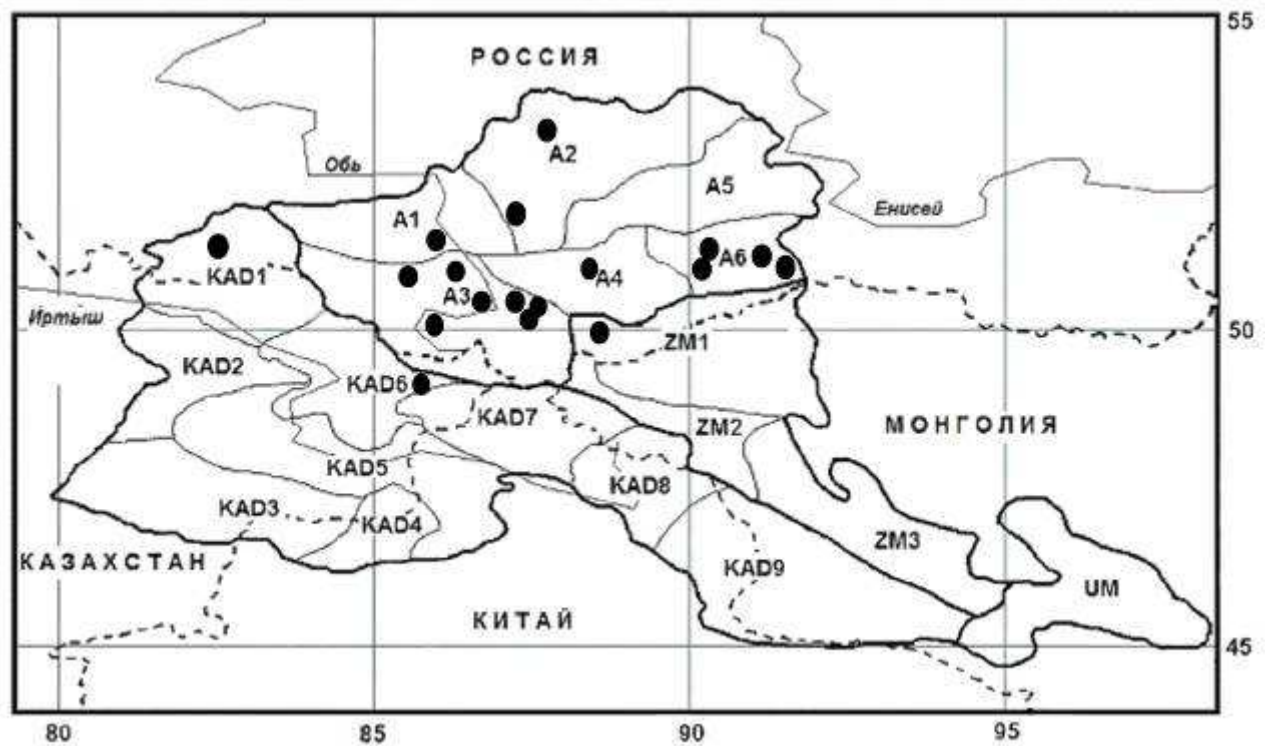 55
РОССИЯ
A2
Обь
A5
A1
Енисей
KAD1
A6
A4
A3
Иртыш
50
ZM1
KAD2
KAD6
KAD7
ZM2
МОНГОЛИЯ
KAD5
KAD8
KAD3
KAD4
ZM3
КАЗАХСТАН
KAD9
UM
КИТАЙ
45
80
85
90
95